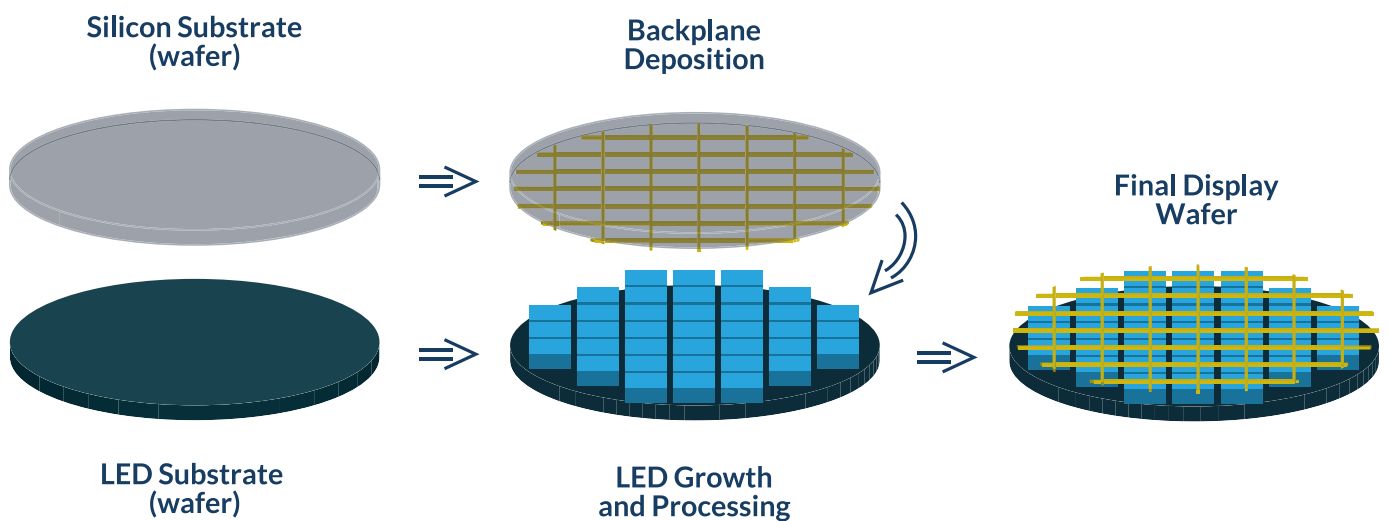 Silicon Substrate
(wafer)
Backplane
Deposition
Final Display
Wafer
LED Substrate
(wafer)
LED Growth
and Processing